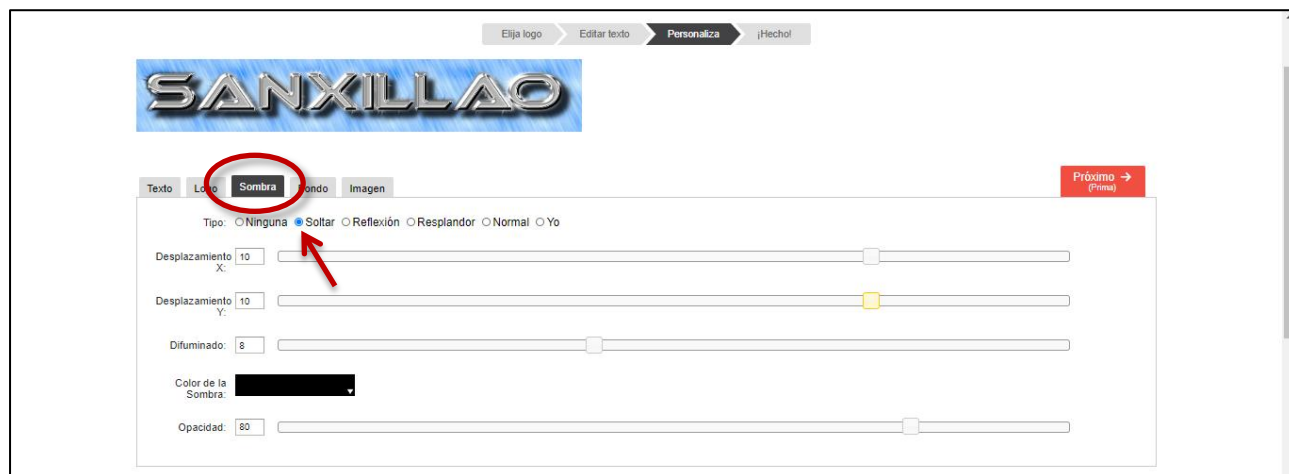 Elija logo Editar texto Personaliza ¡Hecho!
SANXILLAO
Próximo →
(Prima)
Texto Logo Sombra Fondo Imagen
Tipo: Ninguna Soltar Reflexión Resplandor Normal Yo
Desplazamiento 10
X:
Desplazamiento 10
Y:
Difuminado: 8
Color de la
Sombra:
Opacidad: 80